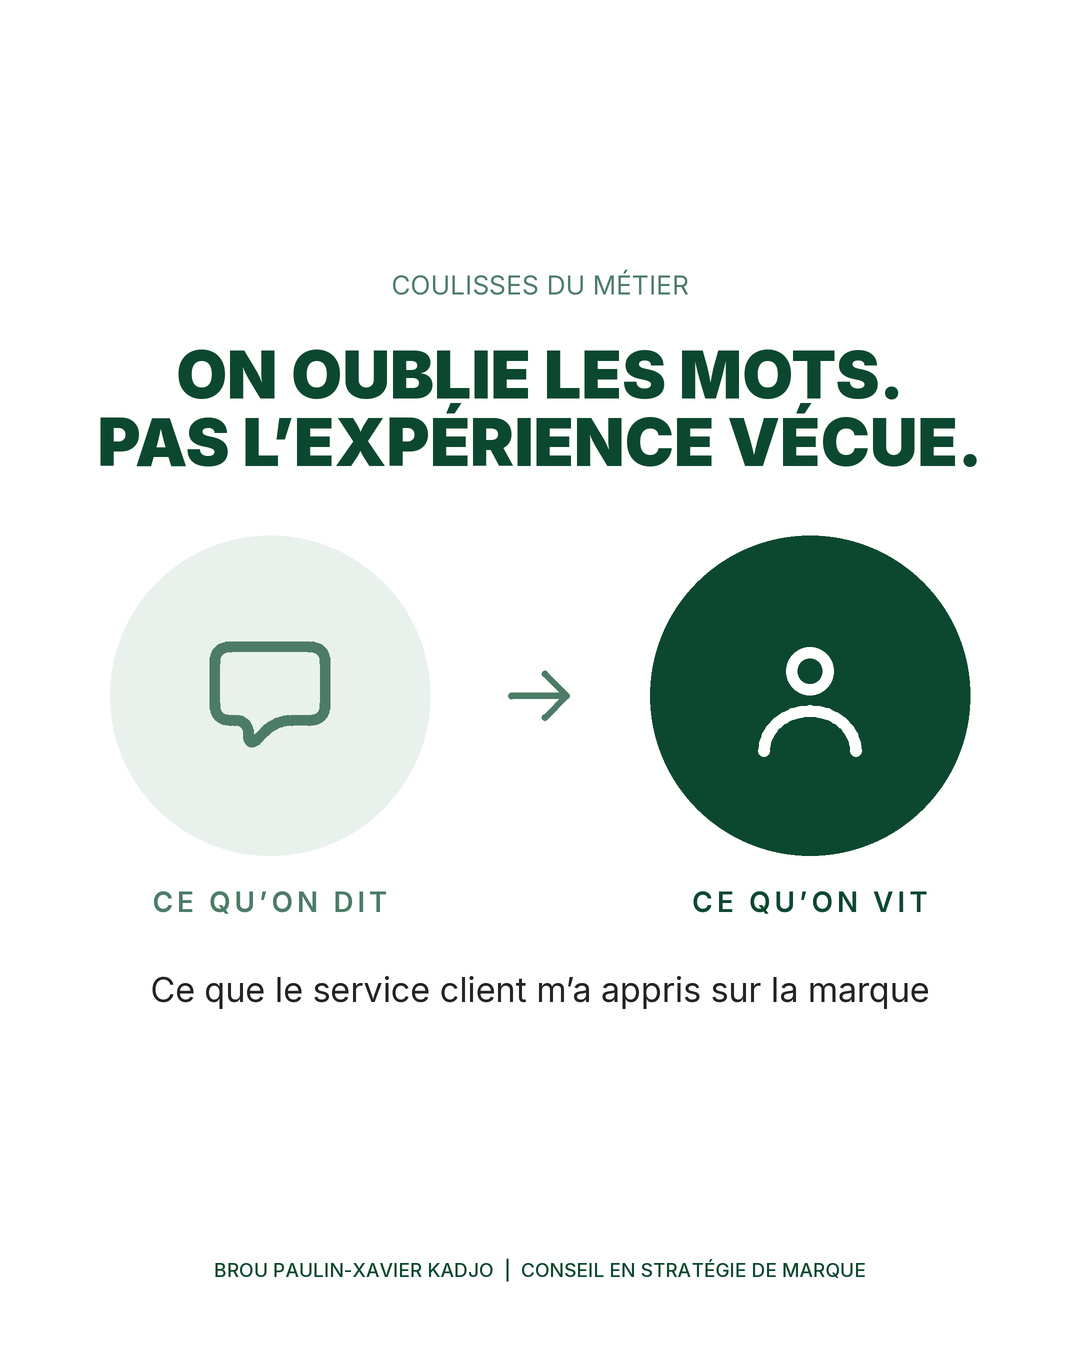 COULISSES DU MÉTIER
ON OUBLIE LES MOTS.
PAS L’EXPÉRIENCE VÉCUE.
CE QU’ON DIT
CE QU’ON VIT
Ce que le service client m’a appris sur la marque
BROU PAULIN-XAVIER KADJO | CONSEIL EN STRATÉGIE DE MARQUE